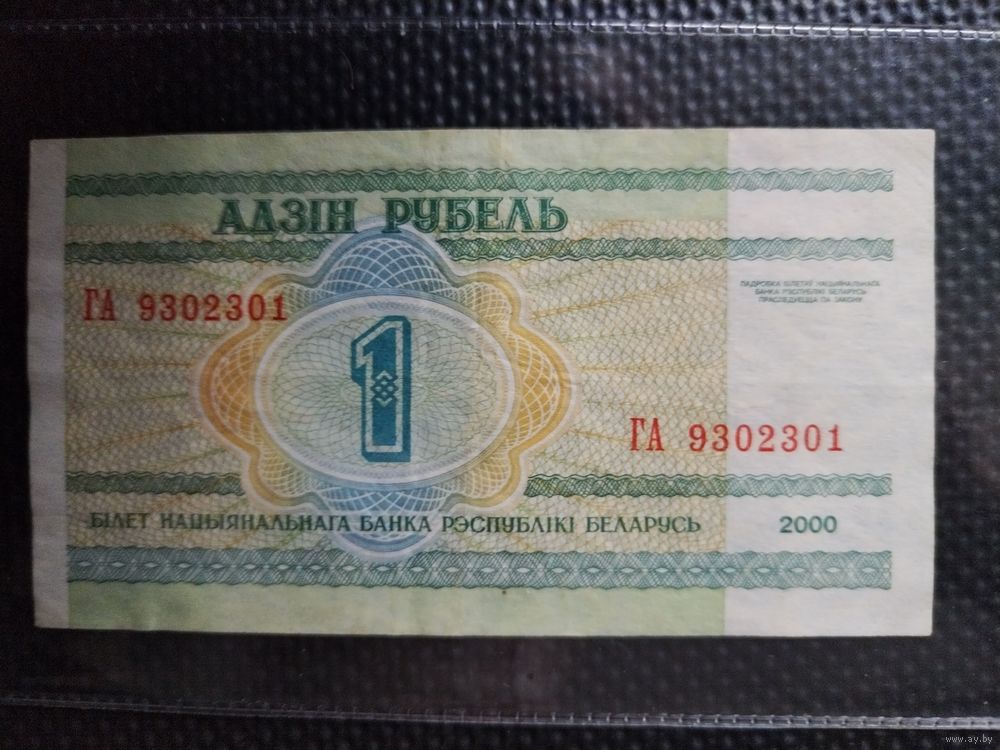 АДЗІН РУБЕЛЬ
ГА 9302301
ПАДРОБКА БІЛЕТАЎ НАЦЫЯНАЛЬНАГА
БАНКА РЭСПУБЛІКІ БЕЛАРУСЬ
ПРАСЛЕДУЕЦЦА ПА ЗАКОНУ
1
ГА 9302301
БІЛЕТ НАЦЫЯНАЛЬНАГА БАНКА РЭСПУБЛІКІ БЕЛАРУСЬ 2000
www.ay.by